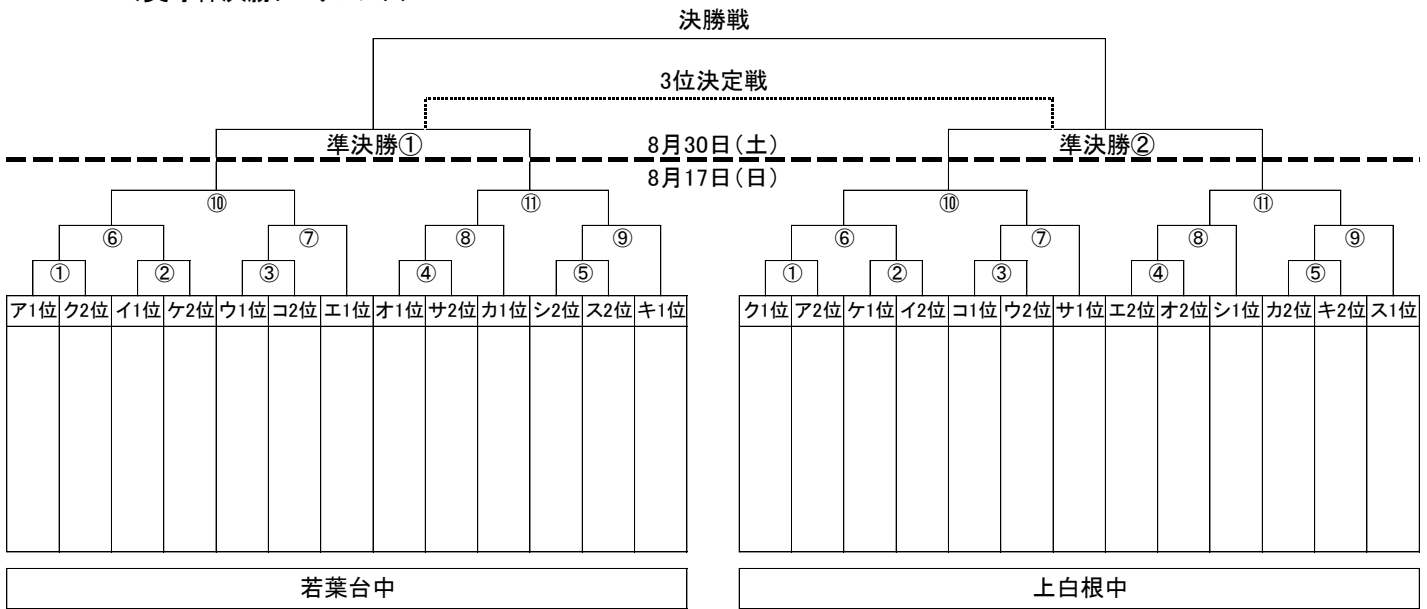 決勝戦
3位決定戦
準決勝① 8月30日(土) 準決勝②
8月17日(日)
⑩ ⑪ ⑩ ⑪
⑥ ⑦ ⑧ ⑨ ⑥ ⑦ ⑧ ⑨
① ② ③ ④ ⑤ ① ② ③ ④ ⑤
ア1位 ク2位 イ1位 ケ2位 ウ1位 コ2位 エ1位 オ1位 サ2位 カ1位 シ2位 ス2位 キ1位 ク1位 ア2位 ケ1位 イ2位 コ1位 ウ2位 サ1位 エ2位 オ2位 シ1位 カ2位 キ2位 ス1位
若葉台中 上白根中